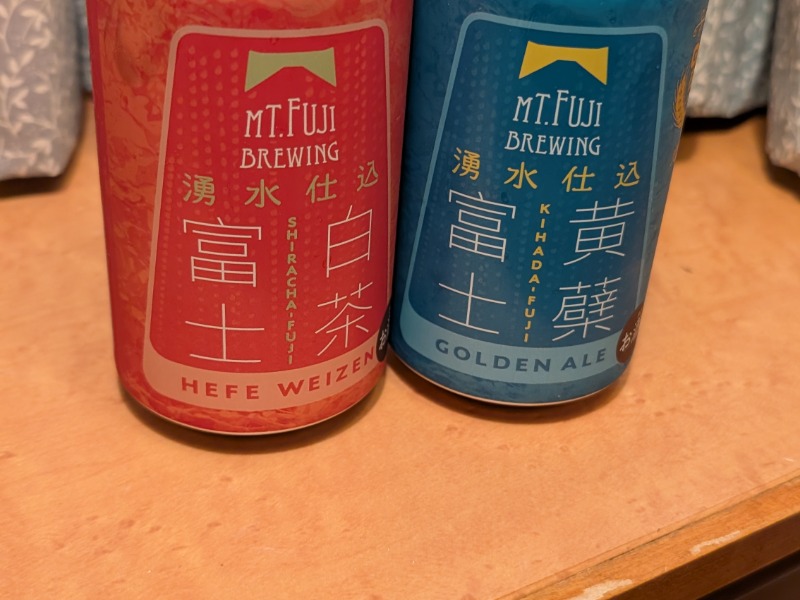 MT.FUJI
BREWING
湧水仕込
白茶
SHIRACHA-FUJI
富士
HEFE WEIZEN
MT.FUJI
BREWING
湧水仕込
黄蘗
KIHADA-FUJI
富士
GOLDEN ALE